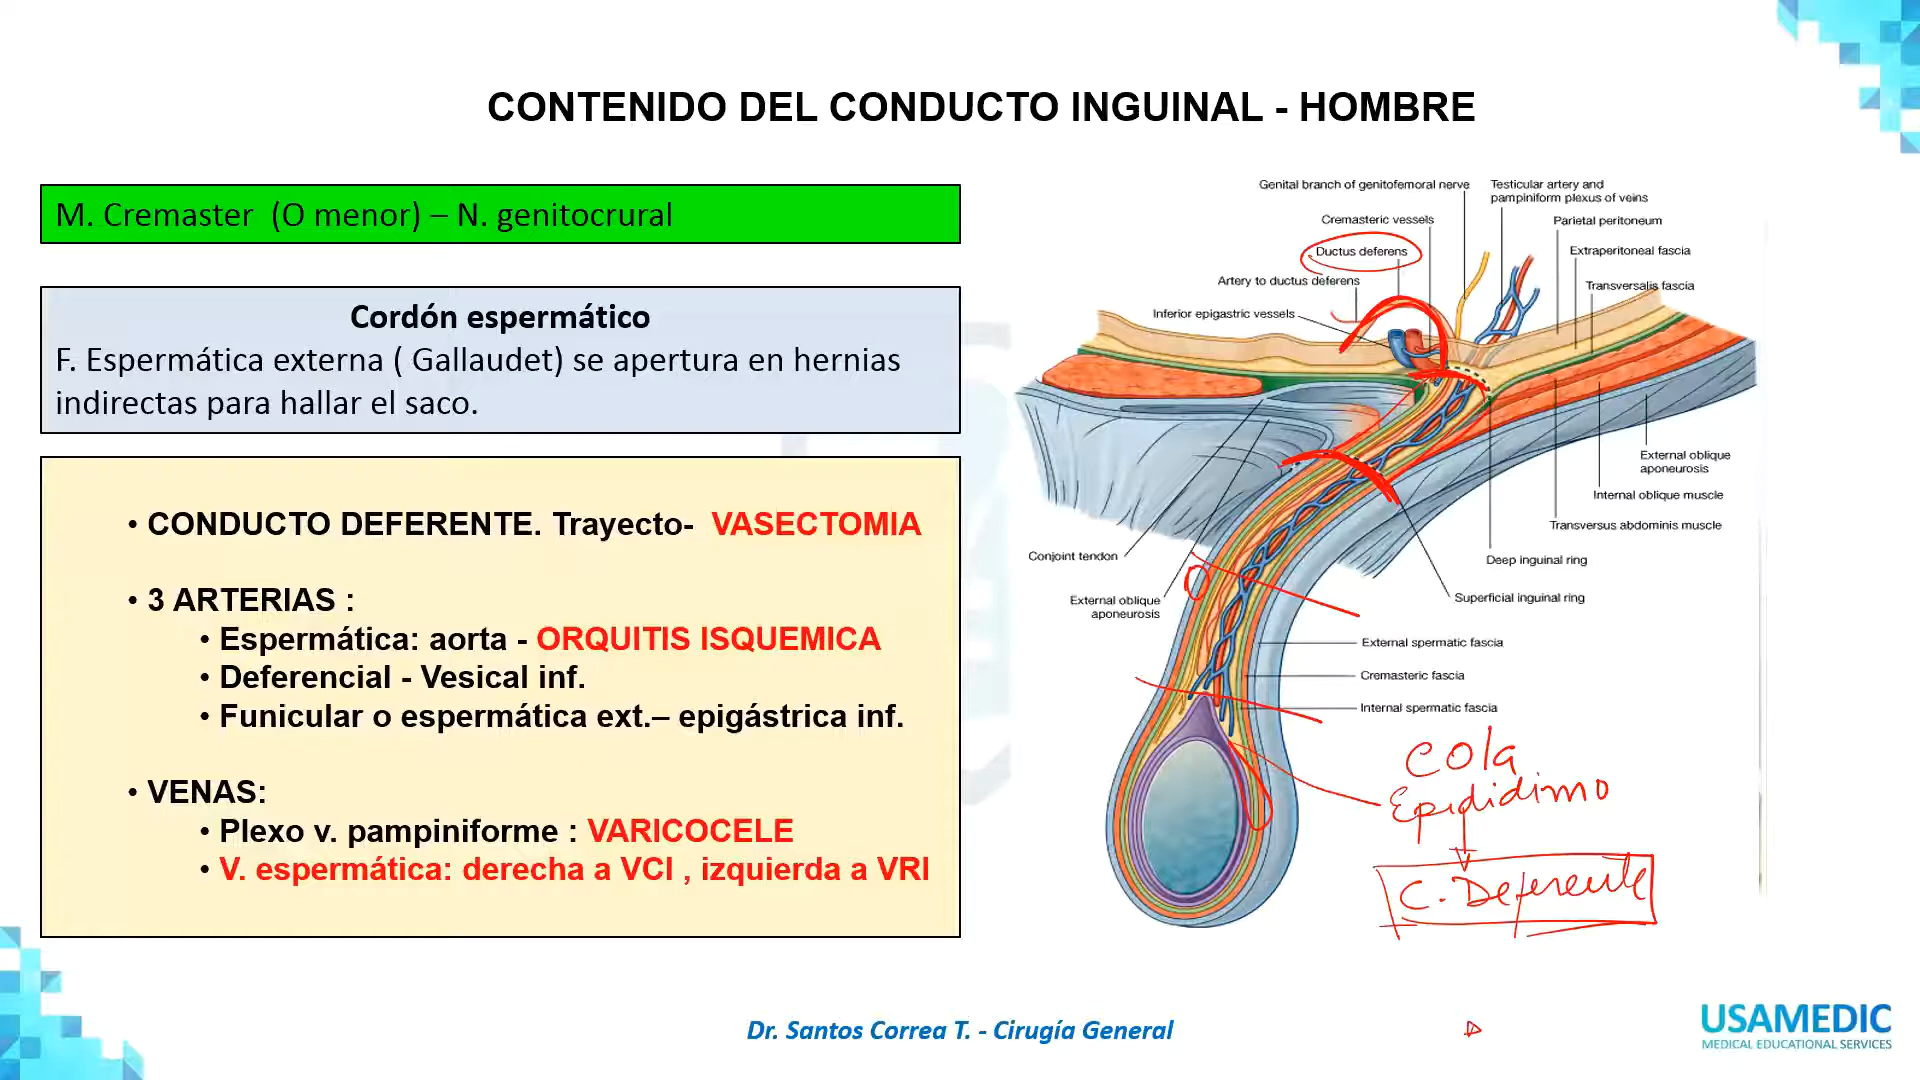 CONTENIDO DEL CONDUCTO INGUINAL - HOMBRE
M. Cremaster (O menor) – N. genitocrural
Cordón espermático
F. Espermática externa ( Gallaudet) se apertura en hernias
indirectas para hallar el saco.
• CONDUCTO DEFERENTE. Trayecto- VASECTOMIA
• 3 ARTERIAS :
• Espermática: aorta - ORQUITIS ISQUEMICA
• Deferencial - Vesical inf.
• Funicular o espermática ext.– epigástrica inf.
• VENAS:
• Plexo v. pampiniforme : VARICOCELE
• V. espermática: derecha a VCI , izquierda a VRI
Genital branch of genitofemoral nerve
Testicular artery and
pampiniform plexus of veins
Cremasteric vessels
Parietal peritoneum
Ductus deferens
Extraperitoneal fascia
Artery to ductus deferens
Transversalis fascia
Inferior epigastric vessels
External oblique
aponeurosis
Internal oblique muscle
Transversus abdominis muscle
Conjoint tendon
Deep inguinal ring
External oblique
aponeurosis
Superficial inguinal ring
External spermatic fascia
Cremasteric fascia
Internal spermatic fascia
cola
Epididimo
C. Deferente
Dr. Santos Correa T. - Cirugía General
USAMEDIC
MEDICAL EDUCATIONAL SERVICES